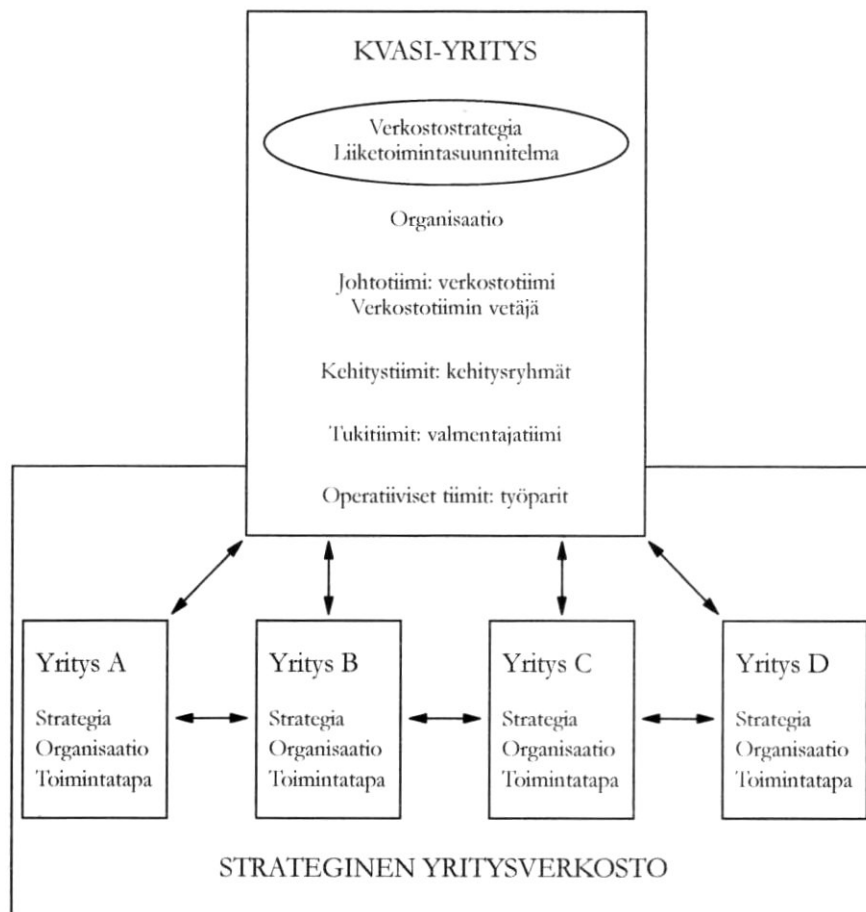 KVASI-YRITYS
Verkostostrategia
Liiketoimintasuunnitelma
Organisaatio
Johtotiimi: verkostotiimi
Verkostotiimin vetäjä
Kehitystiimit: kehitysryhmät
Tukitiimit: valmentajatiimi
Operatiiviset tiimit: työparit
Yritys A
Strategia
Organisaatio
Toimintatapa
Yritys B
Strategia
Organisaatio
Toimintatapa
Yritys C
Strategia
Organisaatio
Toimintatapa
Yritys D
Strategia
Organisaatio
Toimintatapa
STRATEGINEN YRITYSVERKOSTO